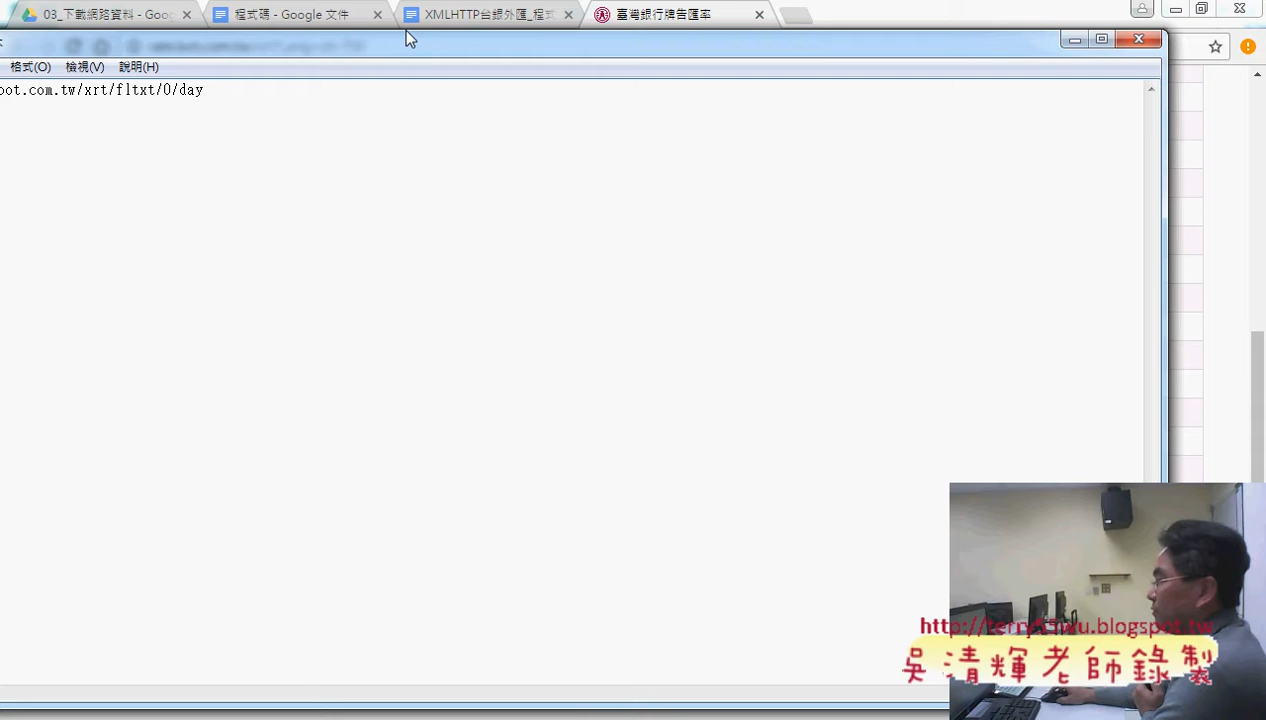 03_下載網路資料 - Goo
程式碼 - Google 文件
XMLHTTP台銀外匯_程式
臺灣銀行牌告匯率
格式(O) 檢視(V) 說明(H)
oot.com.tw/xrt/fltxt/0/day
http://terry55wu.blogspot.tw
吳清輝老師錄製